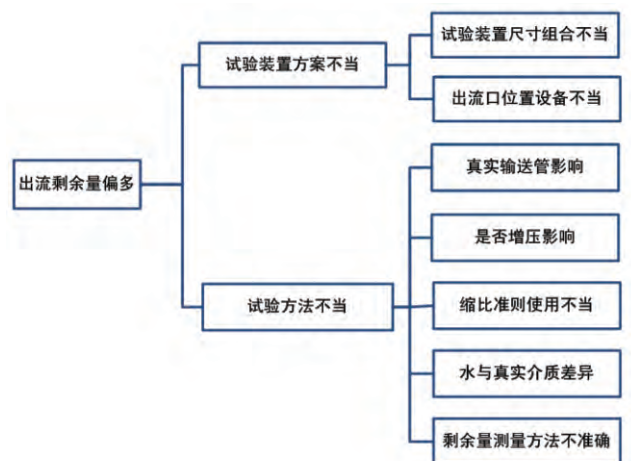 出流剩余量偏多
试验装置方案不当
试验装置尺寸组合不当
出流口位置设备不当
试验方法不当
真实输送管影响
是否增压影响
缩比准则使用不当
水与真实介质差异
剩余量测量方法不准确